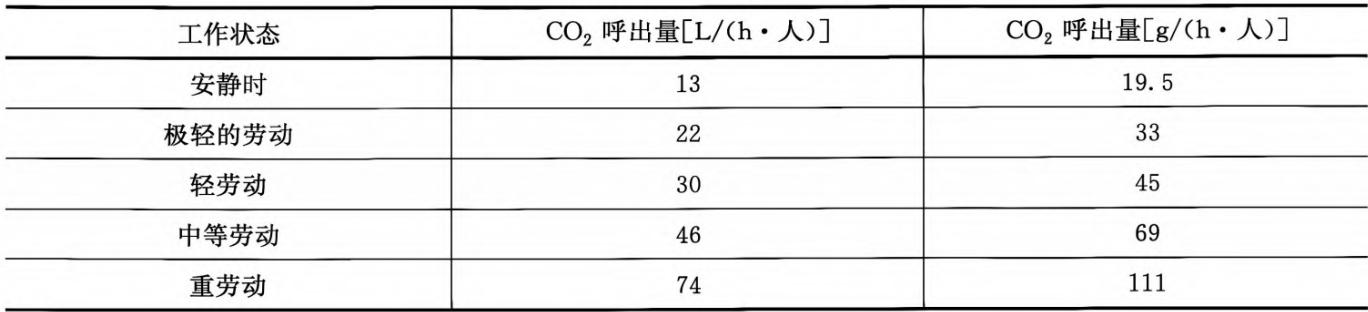 工作状态 CO₂ 呼出量[L/(h·人)] CO₂ 呼出量[g/(h·人)]
安静时 13 19.5
极轻的劳动 22 33
轻劳动 30 45
中等劳动 46 69
重劳动 74 111